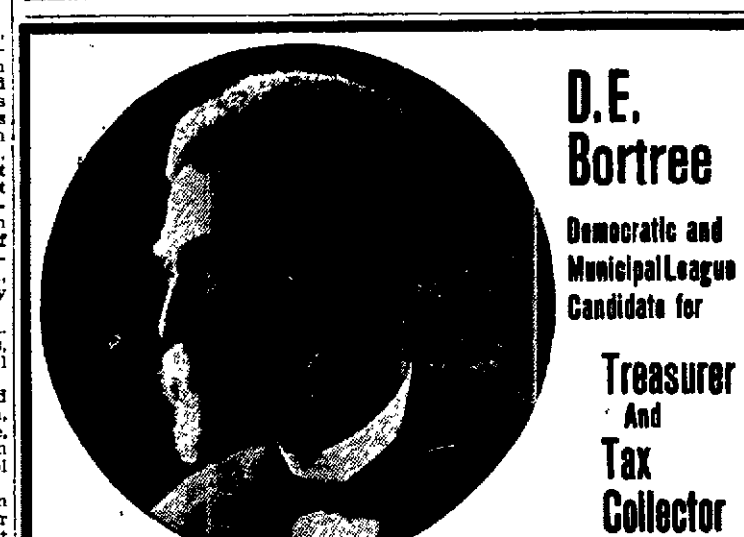 D.E.
Bortree
Democratic and
Municipal League
Candidate for
Treasurer
And
Tax
Collector